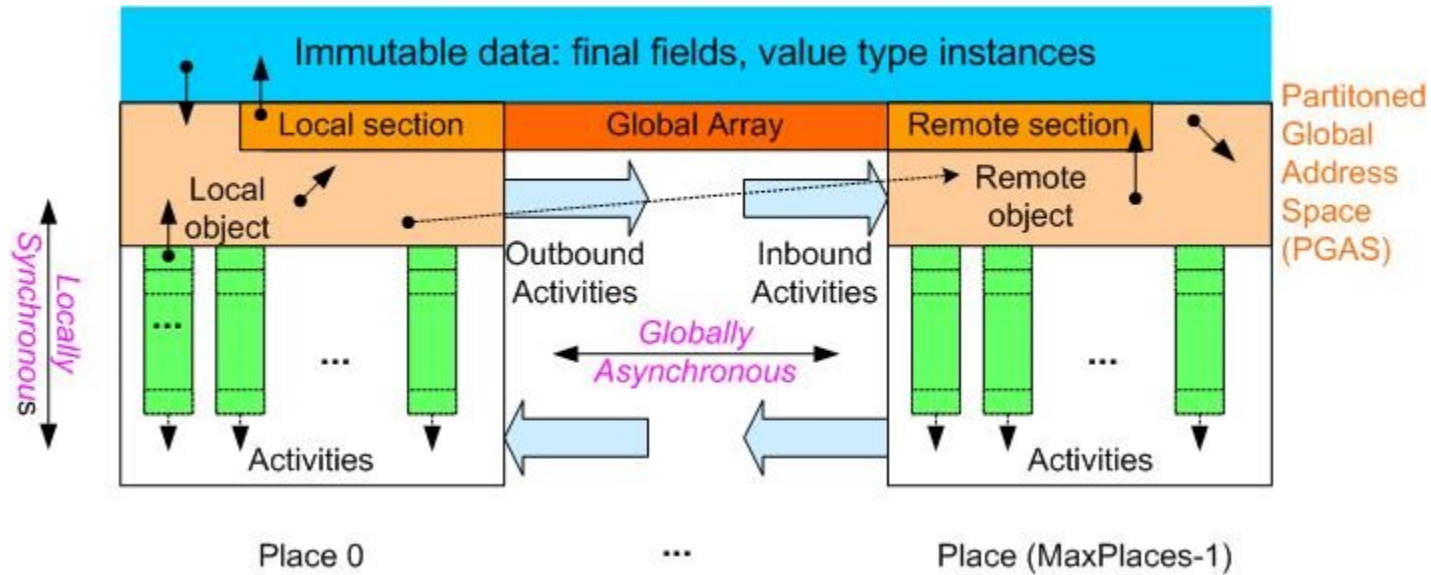 Immutable data: final fields, value type instances
Local section
Global Array
Remote section
Partitoned
Global
Address
Space
(PGAS)
Local
object
Remote
object
Locally
Synchronous
Outbound
Activities
Inbound
Activities
...
...
...
Globally
Asynchronous
Activities
Activities
Place 0
...
Place (MaxPlaces-1)